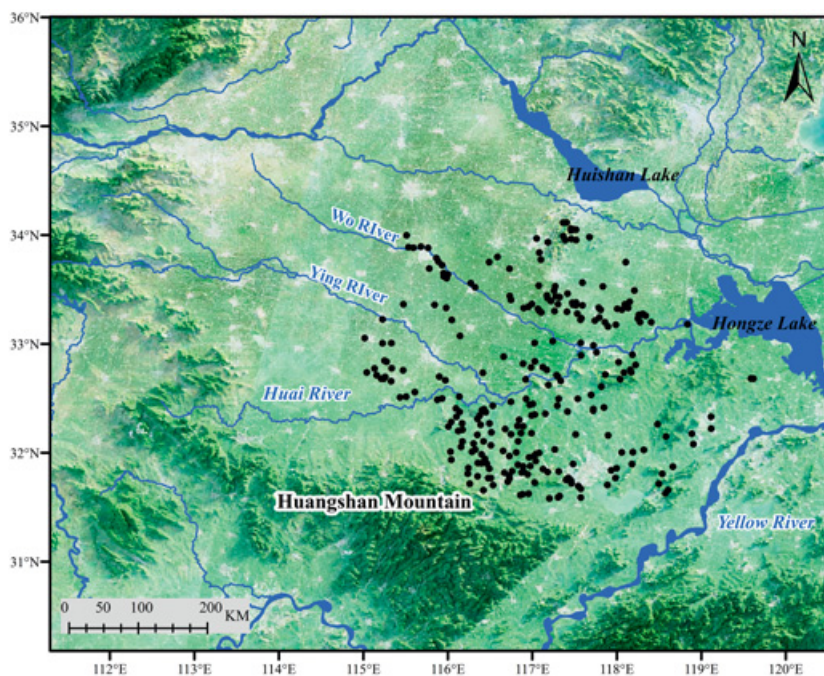 36°N
N
35°N
Huishan Lake
34°N
Wo RIver
Ying RIver
33°N
Hongze Lake
Huai River
32°N
Huangshan Mountain
Yellow River
31°N
0 50 100 200
KM
112°E 113°E 114°E 115°E 116°E 117°E 118°E 119°E 120°E